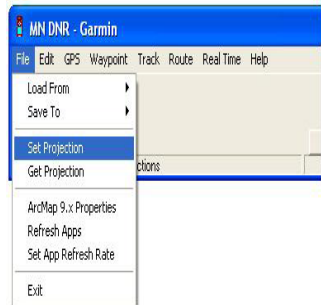 MN DNR - Garmin
File Edit GPS Waypoint Track Route Real Time Help
Load From
Save To
Set Projection
Get Projection
ctions
ArcMap 9.x Properties
Refresh Apps
Set App Refresh Rate
Exit